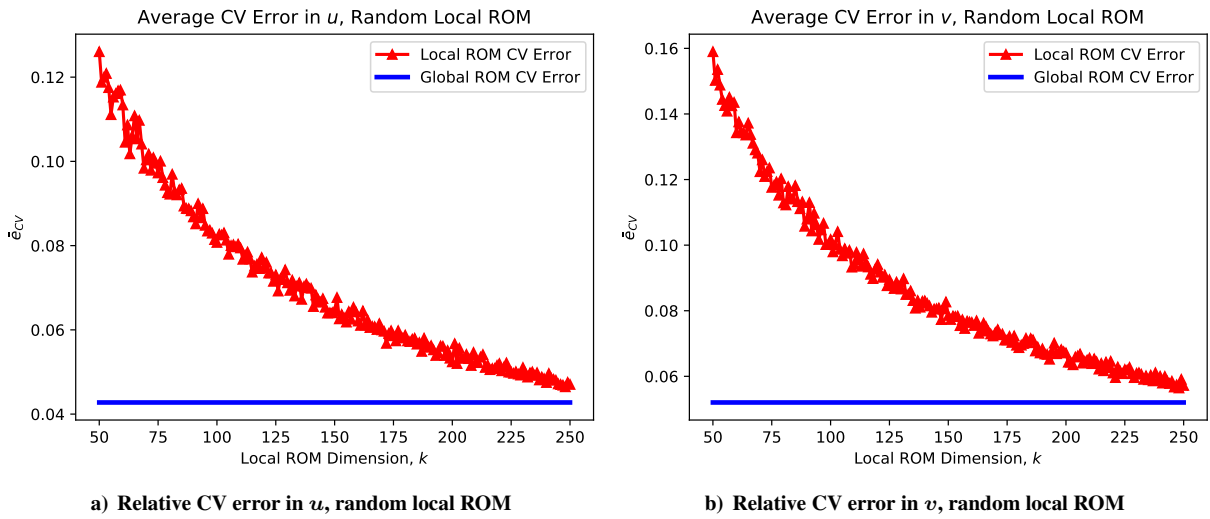 Average CV Error in u, Random Local ROM
Local ROM CV Error
Global ROM CV Error
ē_CV
0.12
0.10
0.08
0.06
0.04
50 75 100 125 150 175 200 225 250
Local ROM Dimension, k
a) Relative CV error in u, random local ROM
Average CV Error in v, Random Local ROM
Local ROM CV Error
Global ROM CV Error
ē_CV
0.16
0.14
0.12
0.10
0.08
0.06
50 75 100 125 150 175 200 225 250
Local ROM Dimension, k
b) Relative CV error in v, random local ROM